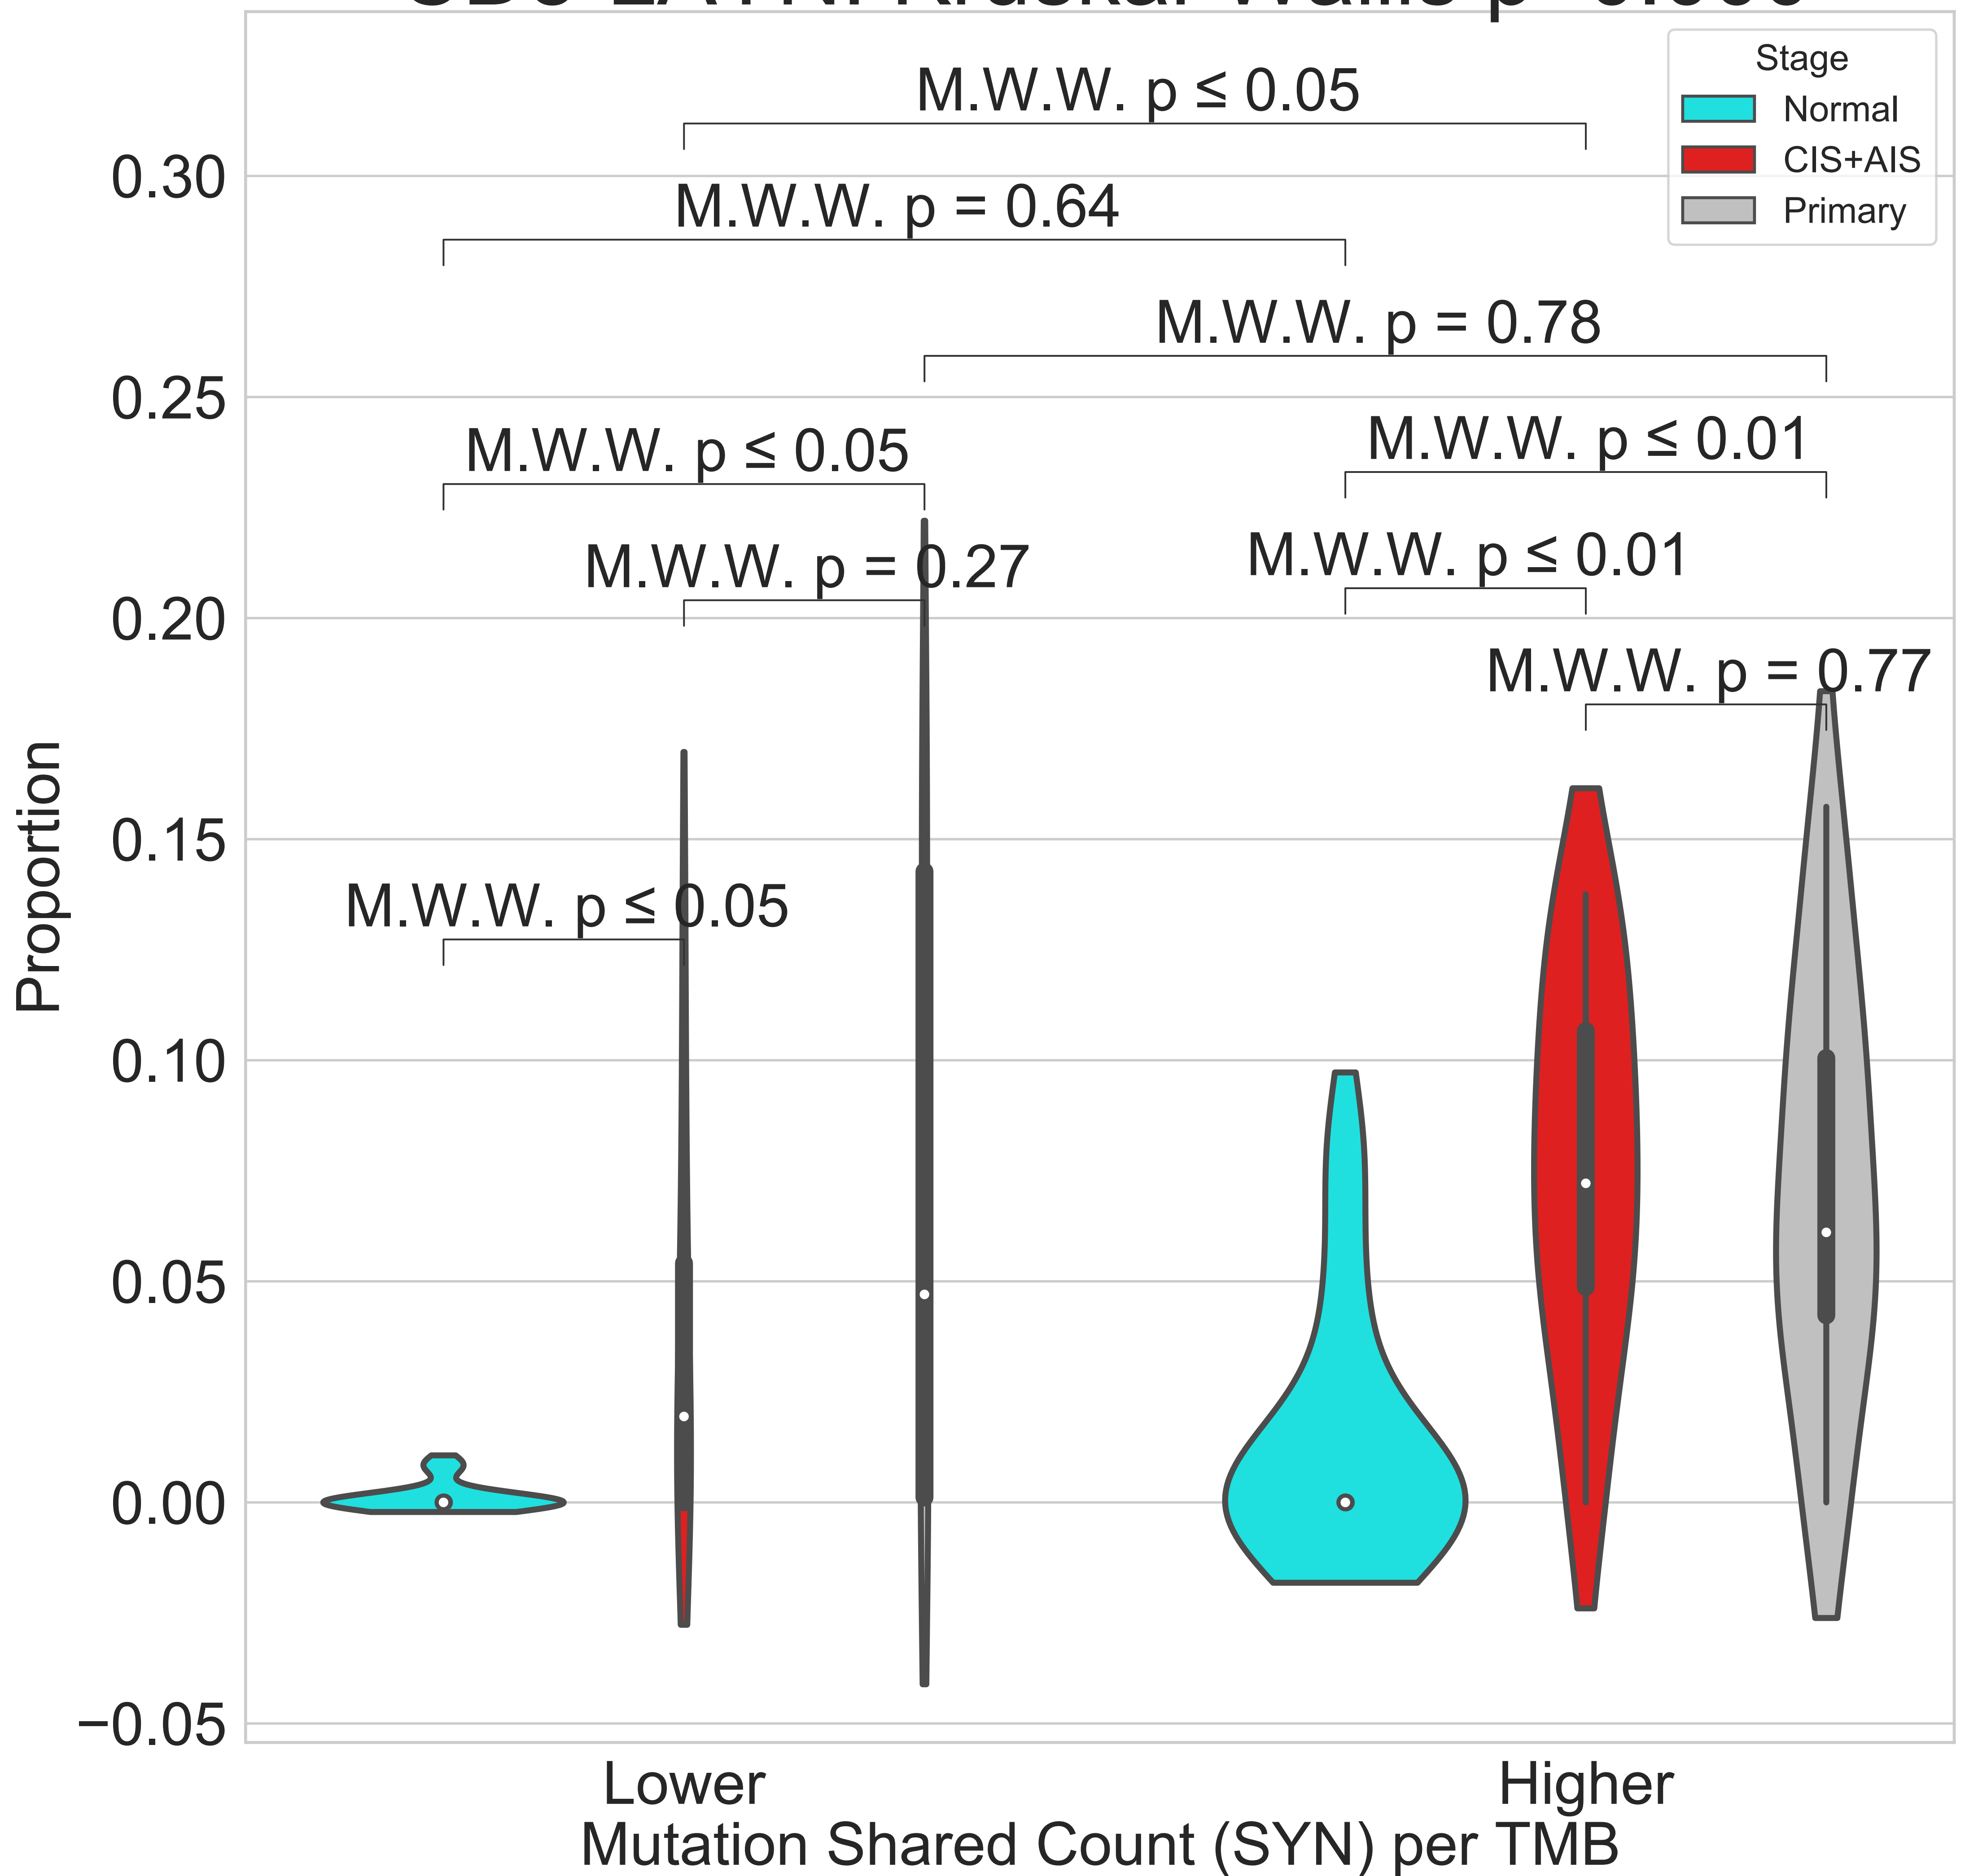 Stage
Normal
CIS+AIS
Primary
M.W.W. p ≤ 0.05
M.W.W. p = 0.64
M.W.W. p = 0.78
M.W.W. p ≤ 0.05
M.W.W. p ≤ 0.01
M.W.W. p = 0.27
M.W.W. p ≤ 0.01
M.W.W. p = 0.77
M.W.W. p ≤ 0.05
0.30
0.25
0.20
0.15
0.10
0.05
0.00
−0.05
Proportion
Lower
Higher
Mutation Shared Count (SYN) per TMB